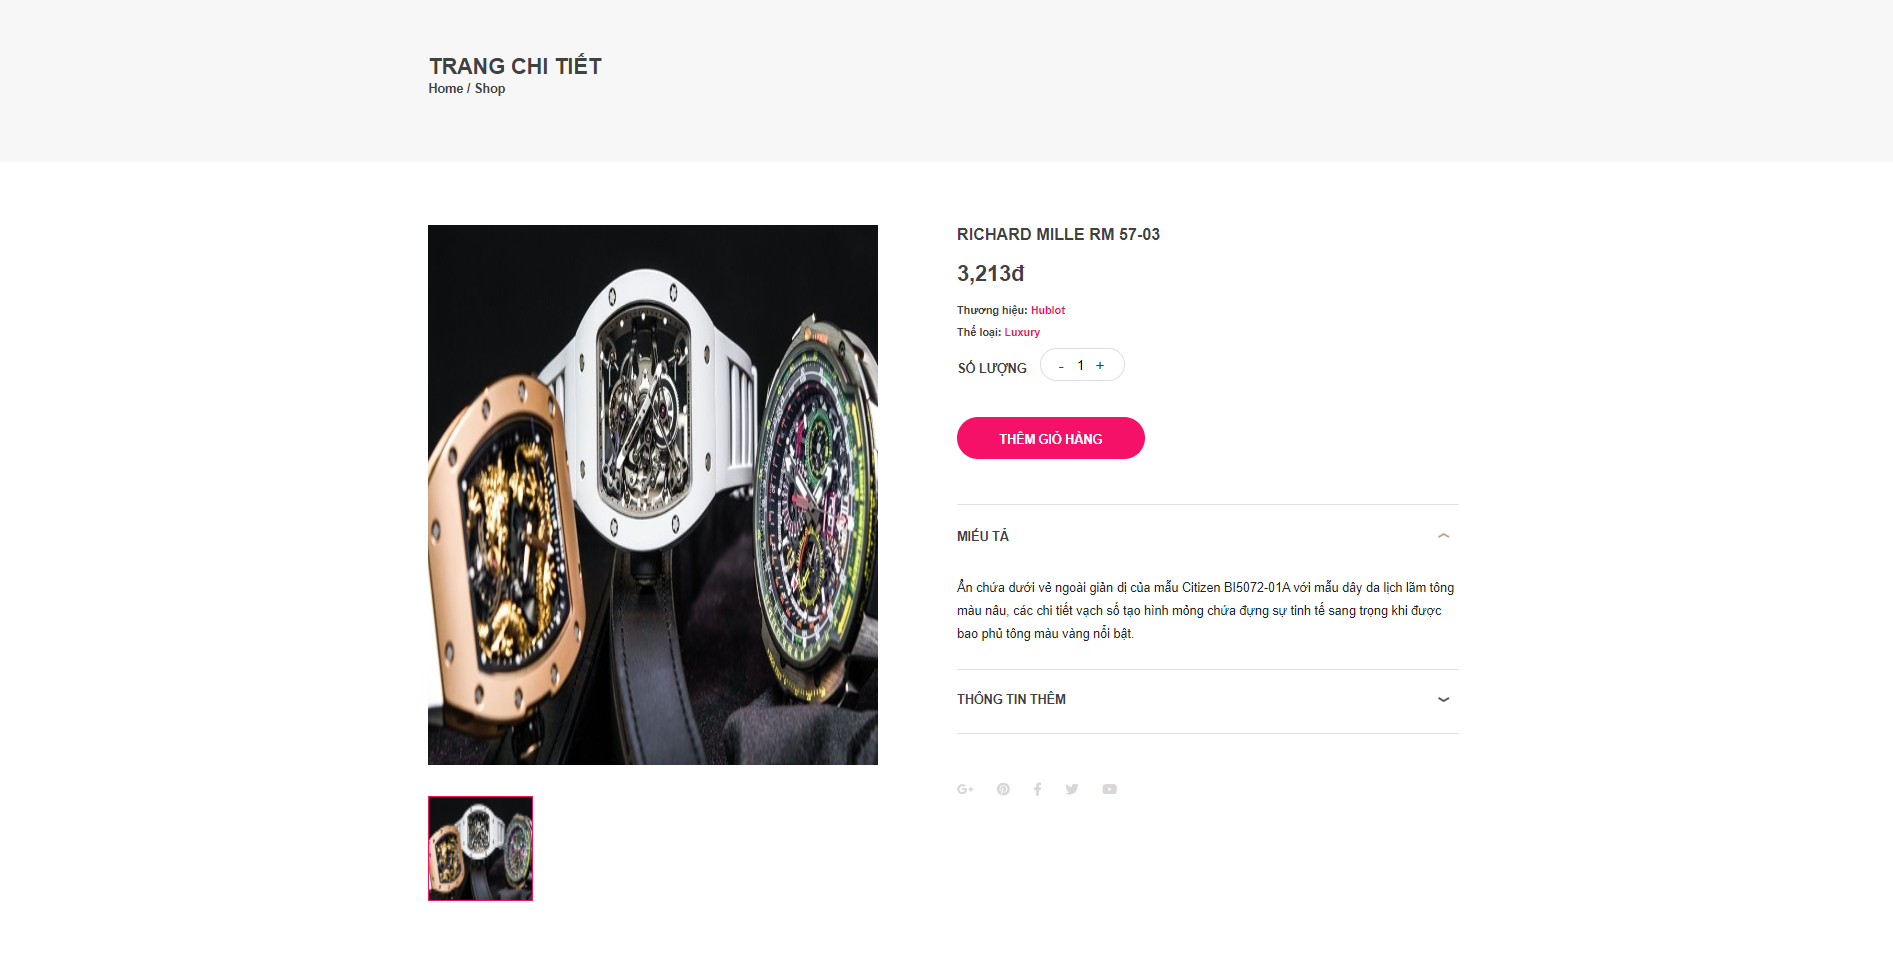 TRANG CHI TIẾT
Home / Shop
RICHARD MILLE RM 57-03
3,213đ
Thương hiệu: Hublot
Thể loại: Luxury
SỐ LƯỢNG - 1 +
THÊM GIỎ HÀNG
MIÊU TẢ
Ẩn chứa dưới vẻ ngoài giản dị của mẫu Citizen BI5072-01A với mẫu dây da lịch lãm tông
màu nâu, các chi tiết vạch số tạo hình mỏng chứa đựng sự tinh tế sang trọng khi được
bao phủ tông màu vàng nổi bật.
THÔNG TIN THÊM